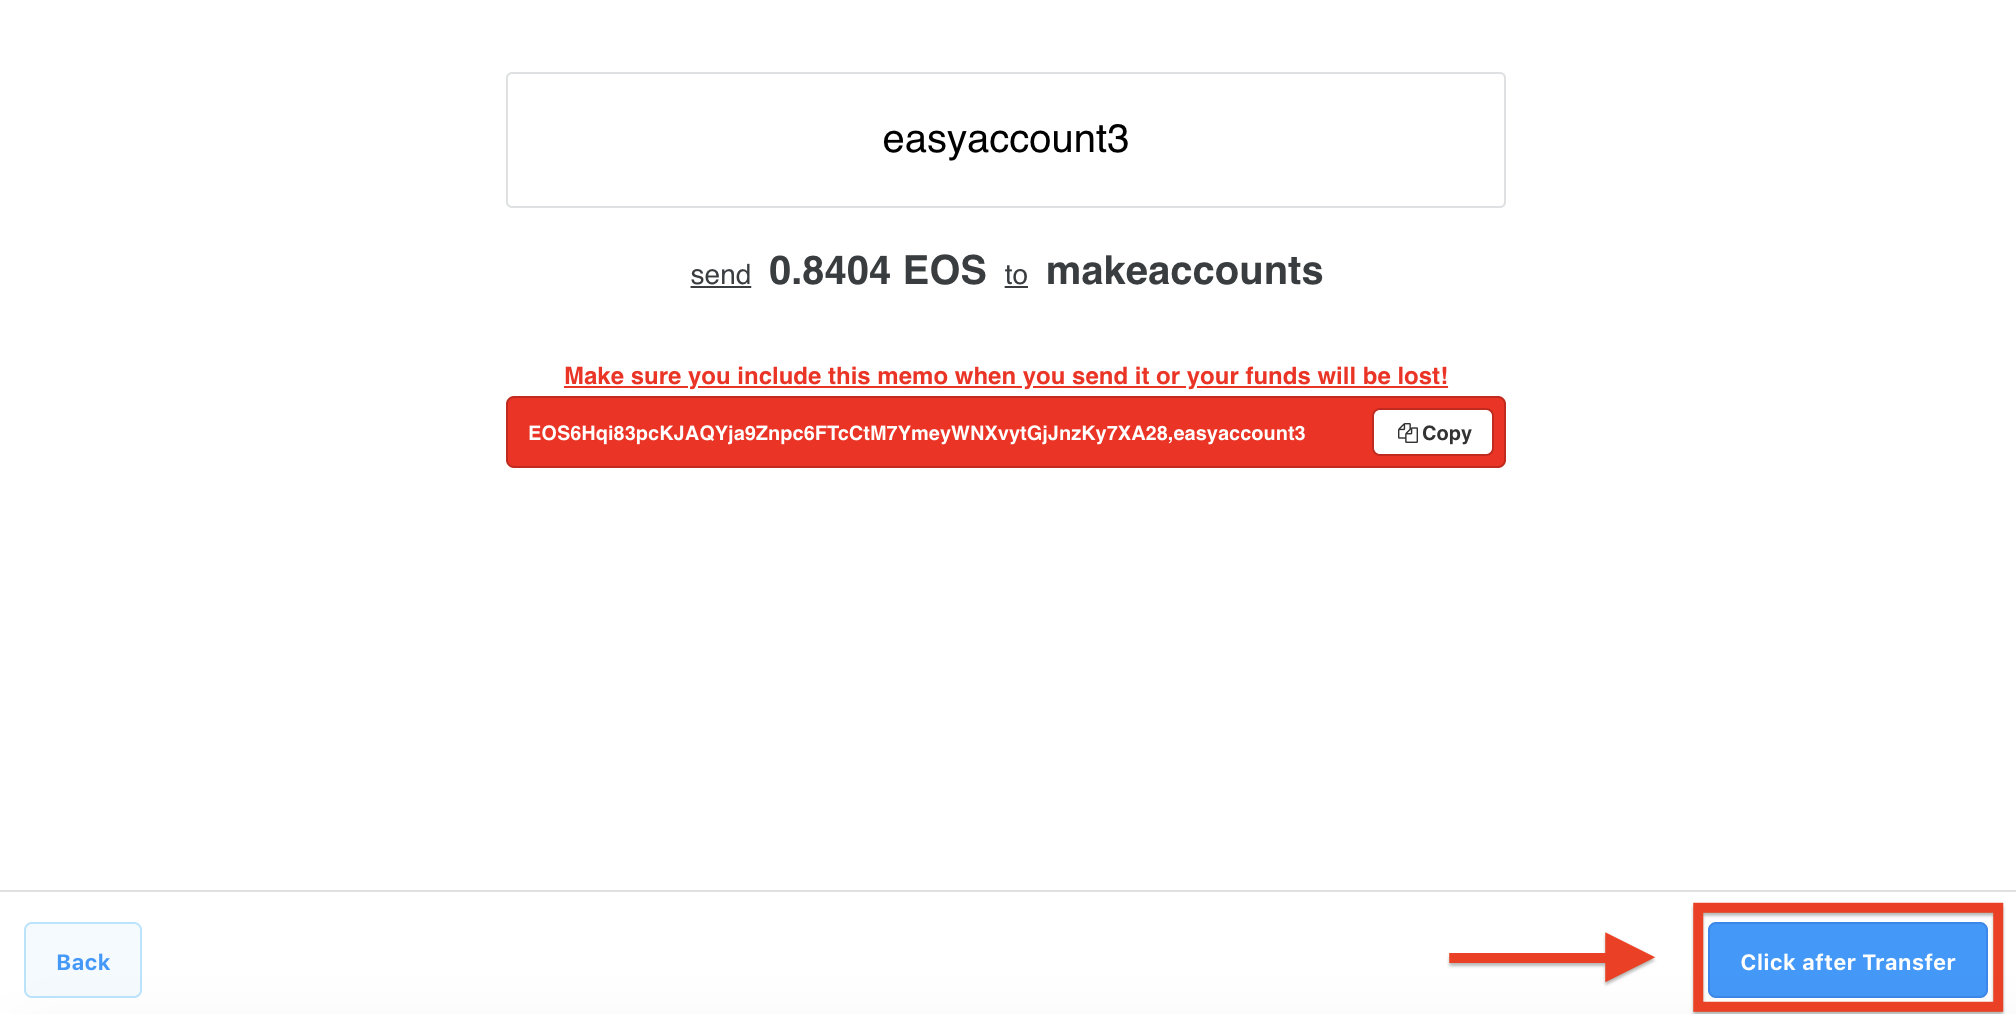 easyaccount3
send 0.8404 EOS to makeaccounts
Make sure you include this memo when you send it or your funds will be lost!
EOS6Hqi83pcKJAQYja9Znpc6FTcCtM7YmeyWNXvytGjJnzKy7XA28,easyaccount3
Copy
Back
Click after Transfer